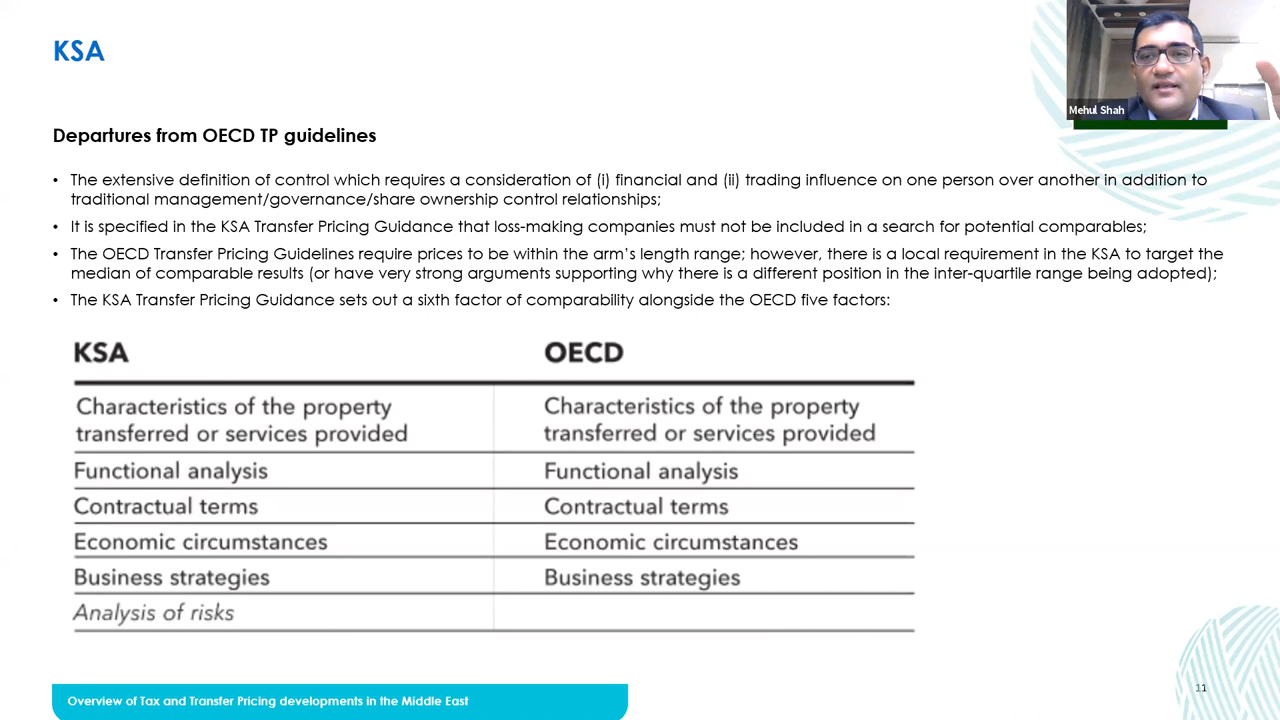 KSA
Mehul Shah
Departures from OECD TP guidelines
• The extensive definition of control which requires a consideration of (i) financial and (ii) trading influence on one person over another in addition to
traditional management/governance/share ownership control relationships;
• It is specified in the KSA Transfer Pricing Guidance that loss-making companies must not be included in a search for potential comparables;
• The OECD Transfer Pricing Guidelines require prices to be within the arm’s length range; however, there is a local requirement in the KSA to target the
median of comparable results (or have very strong arguments supporting why there is a different position in the inter-quartile range being adopted);
• The KSA Transfer Pricing Guidance sets out a sixth factor of comparability alongside the OECD five factors:
KSA OECD
Characteristics of the property Characteristics of the property
transferred or services provided transferred or services provided
Functional analysis Functional analysis
Contractual terms Contractual terms
Economic circumstances Economic circumstances
Business strategies Business strategies
Analysis of risks
Overview of Tax and Transfer Pricing developments in the Middle East
11